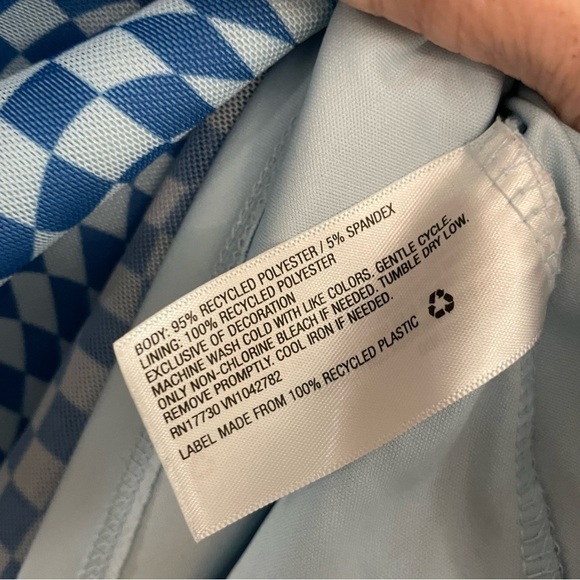 BODY: 95% RECYCLED POLYESTER / 5% SPANDEX
LINING: 100% RECYCLED POLYESTER
EXCLUSIVE OF DECORATION
MACHINE WASH COLD WITH LIKE COLORS. GENTLE CYCLE.
ONLY NON-CHLORINE BLEACH IF NEEDED. TUMBLE DRY LOW.
REMOVE PROMPTLY. COOL IRON IF NEEDED.
RN17730 VN1042782
LABEL MADE FROM 100% RECYCLED PLASTIC